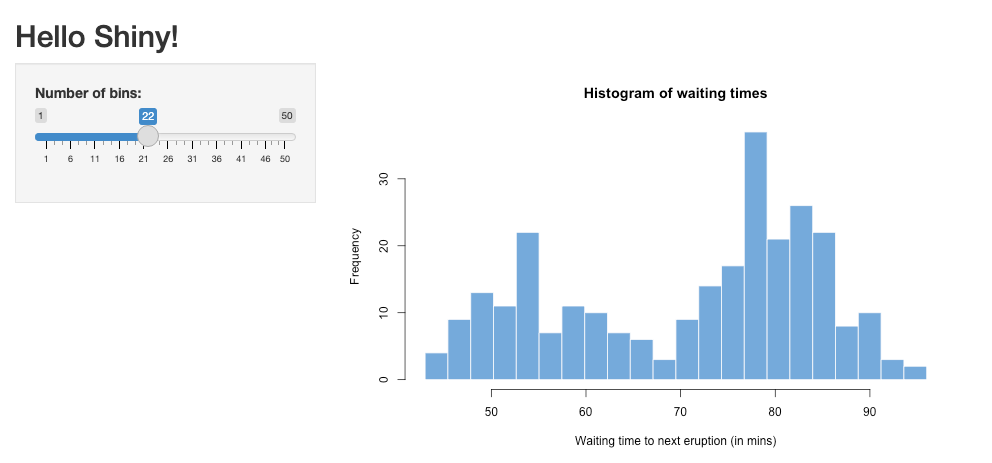 Hello Shiny!
Number of bins:
1 22 50
1 6 11 16 21 26 31 36 41 46 50
Histogram of waiting times
Frequency
30
20
10
0
50 60 70 80 90
Waiting time to next eruption (in mins)